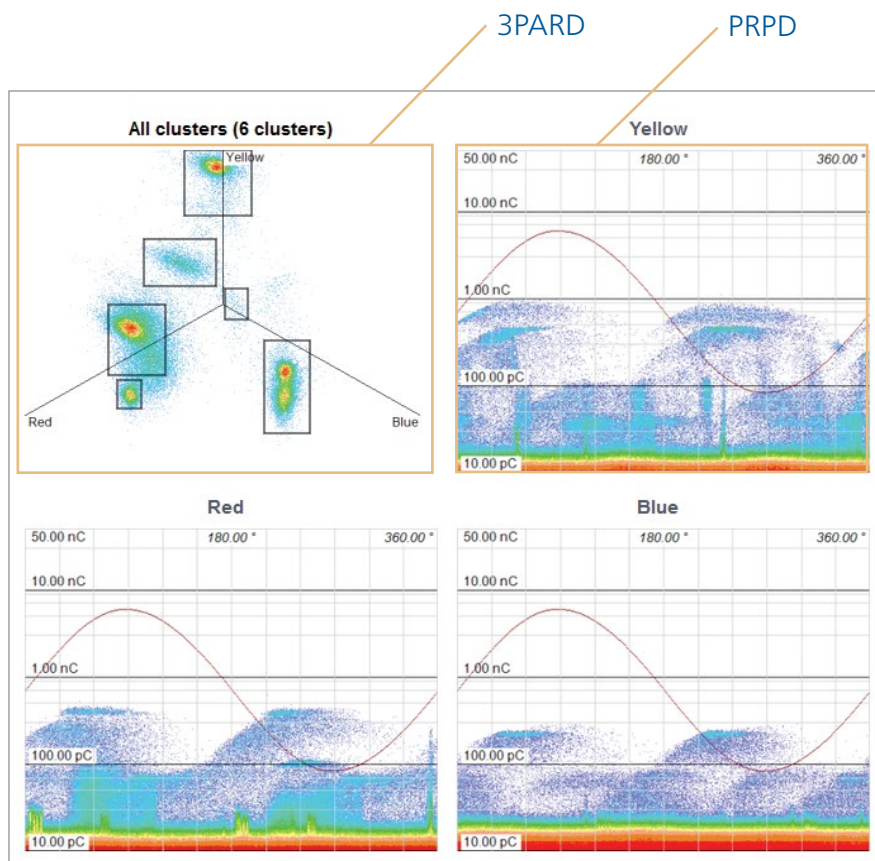 3PARD
PRPD
All clusters (6 clusters)
Yellow
Red
Blue
Yellow
50.00 nC
180.00 °
360.00 °
10.00 nC
1.00 nC
100.00 pC
10.00 pC
Red
50.00 nC
180.00 °
360.00 °
10.00 nC
1.00 nC
100.00 pC
10.00 pC
Blue
50.00 nC
180.00 °
360.00 °
10.00 nC
1.00 nC
100.00 pC
10.00 pC